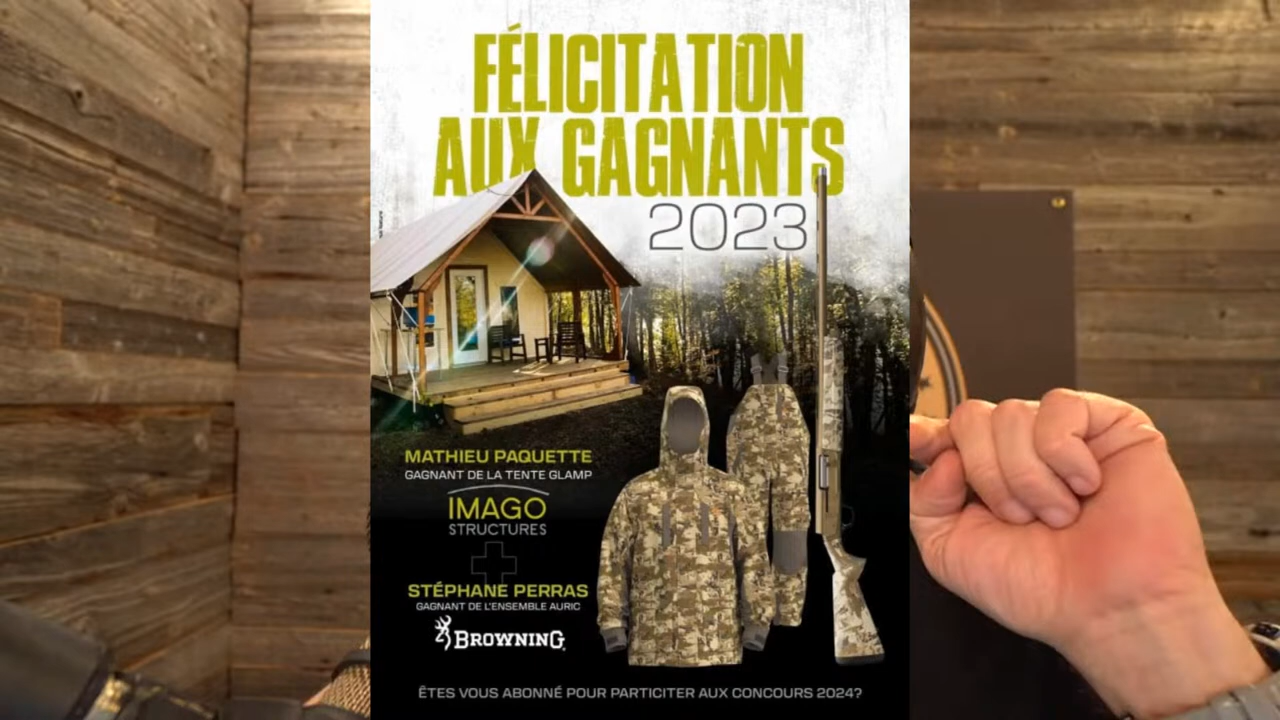 FÉLICITATION
AUX GAGNANTS
2023
MATHIEU PAQUETTE
GAGNANT DE LA TENTE GLAMP
IMAGO
STRUCTURES
STÉPHANE PERRAS
GAGNANT DE L'ENSEMBLE AURIC
BROWNING
ÊTES VOUS ABONNÉ POUR PARTICITER AUX CONCOURS 2024?